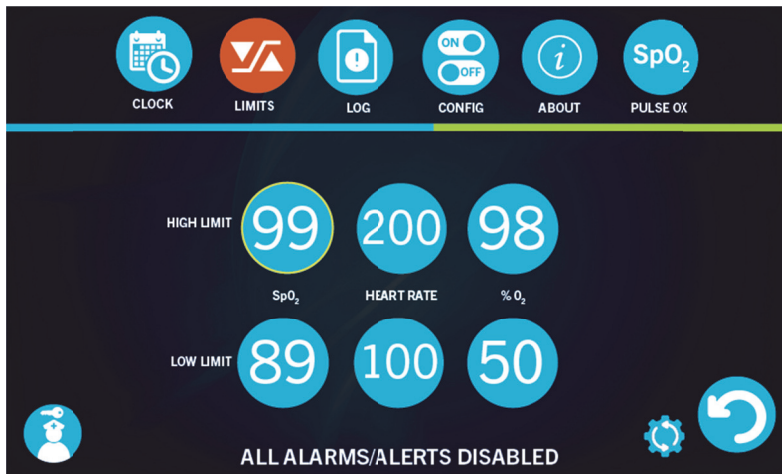 ON
OFF
i
SpO₂
CLOCK LIMITS LOG CONFIG ABOUT PULSE OX
HIGH LIMIT 99 200 98
SpO₂ HEART RATE % O₂
LOW LIMIT 89 100 50
ALL ALARMS/ALERTS DISABLED